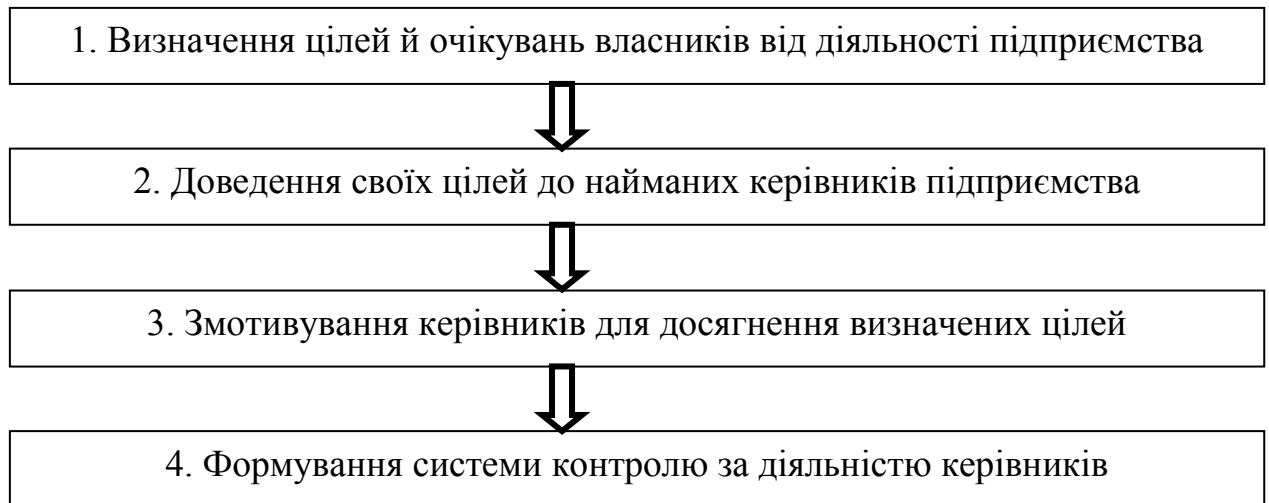 1. Визначення цілей й очікувань власників від діяльності підприємства
2. Доведення своїх цілей до найманих керівників підприємства
3. Змотивування керівників для досягнення визначених цілей
4. Формування системи контролю за діяльністю керівників